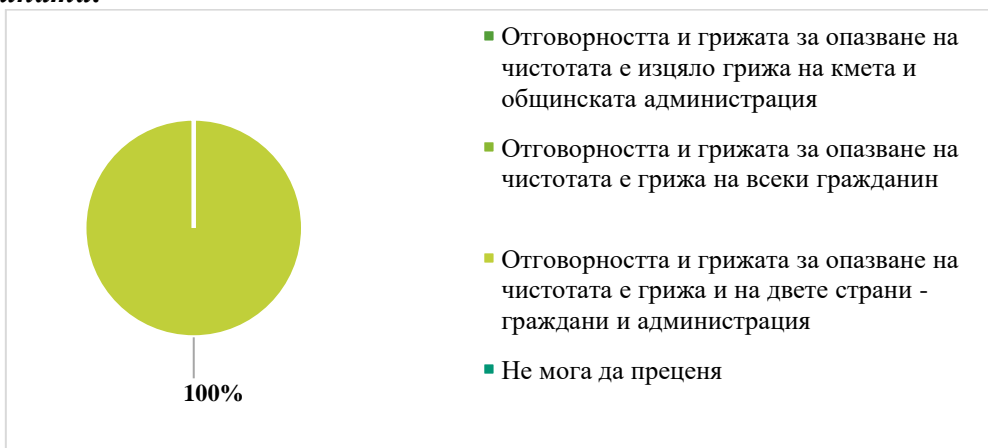 Отговорността и грижата за опазване на
чистотата е изцяло грижа на кмета и
общинската администрация
Отговорността и грижата за опазване на
чистотата е грижа на всеки гражданин
Отговорността и грижата за опазване на
чистотата е грижа и на двете страни -
граждани и администрация
Не мога да преценя
100%